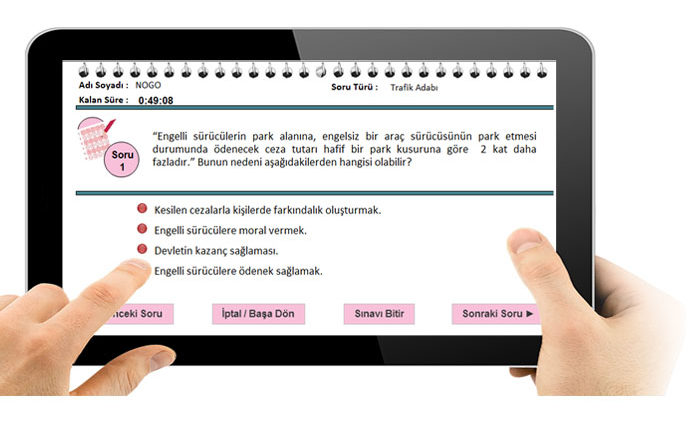 Adı Soyadı : NOGO
Soru Türü : Trafik Adabı
Kalan Süre : 0:49:08
Soru
1
"Engelli sürücülerin park alanına, engelsiz bir araç sürücüsünün park etmesi
durumunda ödenecek ceza tutarı hafif bir park kusuruna göre 2 kat daha
fazladır." Bunun nedeni aşağıdakilerden hangisi olabilir?
Kesilen cezalarla kişilerde farkındalık oluşturmak.
Engelli sürücülere moral vermek.
Devletin kazanç sağlaması.
Engelli sürücülere ödenek sağlamak.
nceki Soru
İptal / Başa Dön
Sınavı Bitir
Sonraki Soru ►